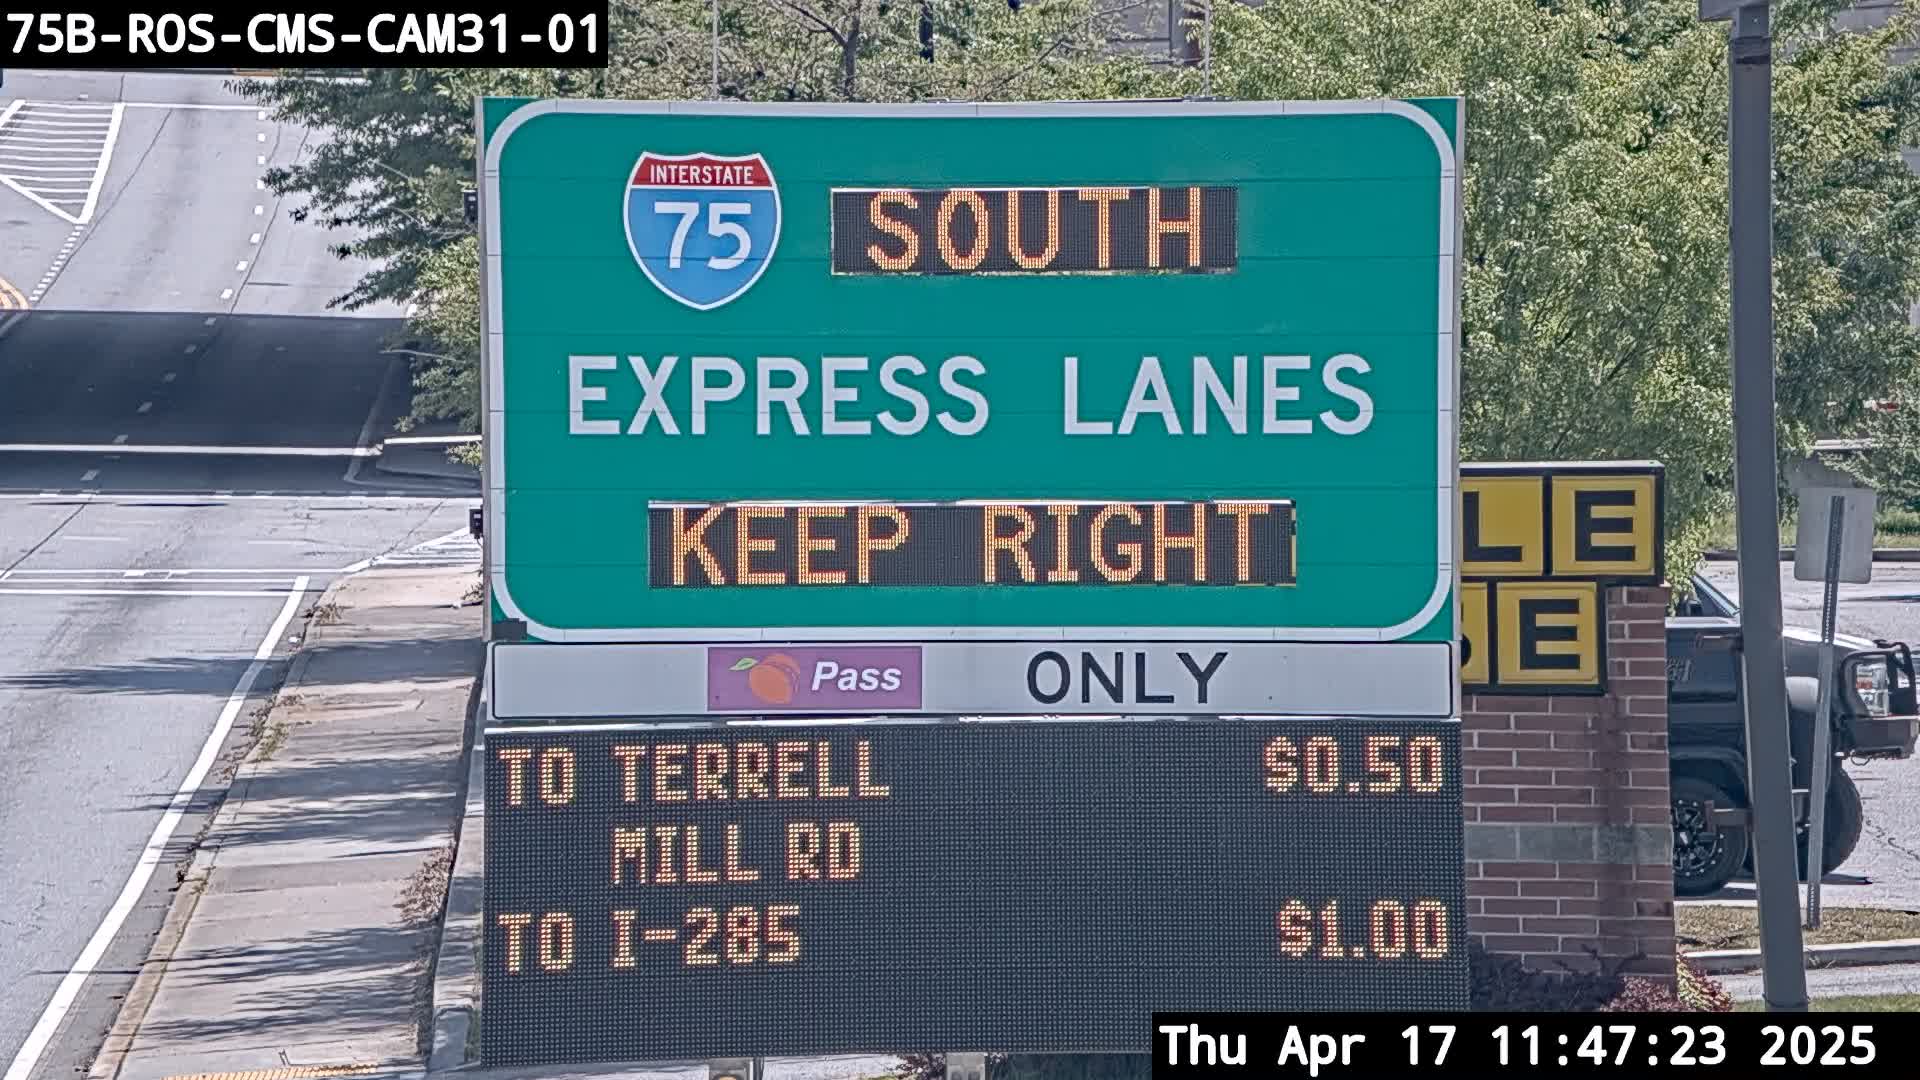 75B-ROS-CMS-CAM31-01
INTERSTATE
75
SOUTH
EXPRESS LANES
KEEP RIGHT
Pass ONLY
TO TERRELL $0.50
MILL RD
TO I-285 $1.00
LE
E
Thu Apr 17 11:47:23 2025